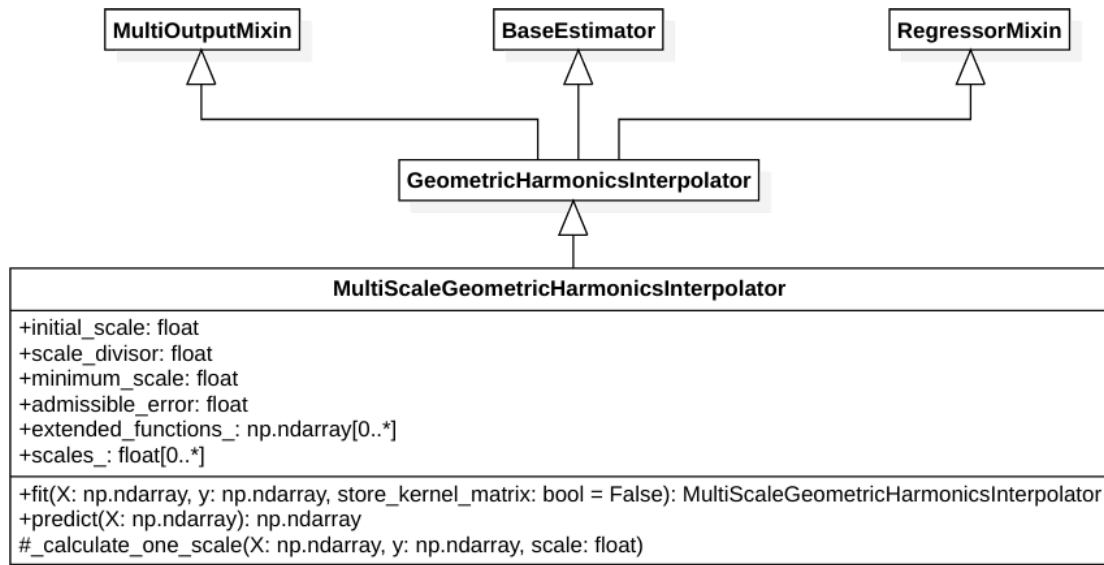 MultiOutputMixin
BaseEstimator
RegressorMixin
GeometricHarmonicsInterpolator
MultiScaleGeometricHarmonicsInterpolator
+initial_scale: float
+scale_divisor: float
+minimum_scale: float
+admissible_error: float
+extended_functions_: np.ndarray[0..*]
+scales_: float[0..*]
+fit(X: np.ndarray, y: np.ndarray, store_kernel_matrix: bool = False): MultiScaleGeometricHarmonicsInterpolator
+predict(X: np.ndarray): np.ndarray
#_calculate_one_scale(X: np.ndarray, y: np.ndarray, scale: float)